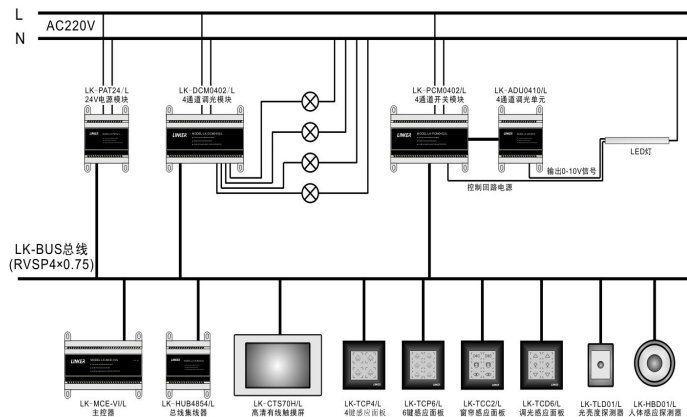 L
AC220V
N
LK-PAT24/L
24V电源模块
LK-DCM0402/L
4通道调光模块
LK-PCM0402/L
4通道开关模块
LK-ADU0410/L
4通道调光单元
LINKER
LINKER
LINKER
LED灯
输出0-10V信号
控制回路电源
LK-BUS总线
(RVSP4×0.75)
LINKER
LK-MCE-VI/L
主控器
LK-HUB4854/L
总线集线器
LK-CTS70H/L
高清有线触摸屏
LK-TCP4/L
4键感应面板
LK-TCP6/L
6键感应面板
LK-TCC2/L
窗帘感应面板
LK-TCD6/L
调光感应面板
LK-TLD01/L
光亮度探测器
LK-HBD01/L
人体感应探测器